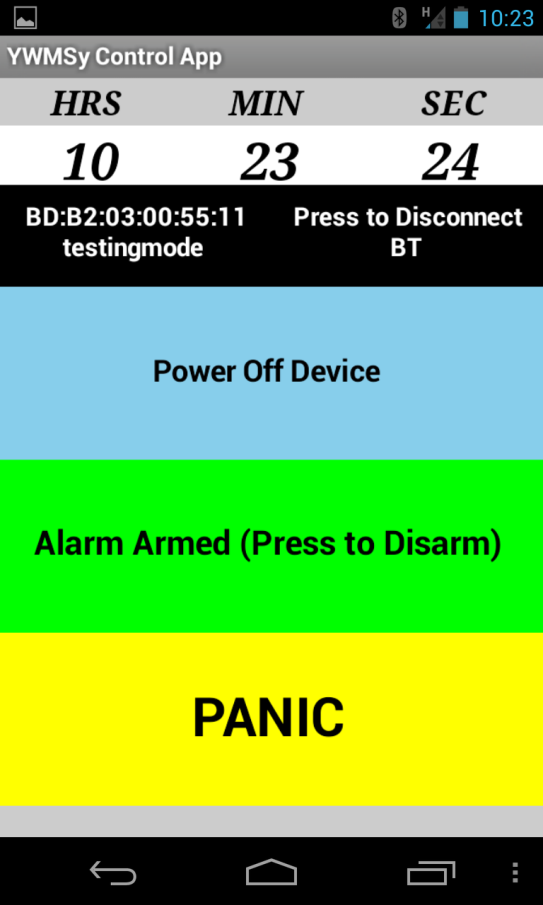 H 10:23
YWMSy Control App
HRS MIN SEC
10 23 24
BD:B2:03:00:55:11 Press to Disconnect
testingmode BT
Power Off Device
Alarm Armed (Press to Disarm)
PANIC